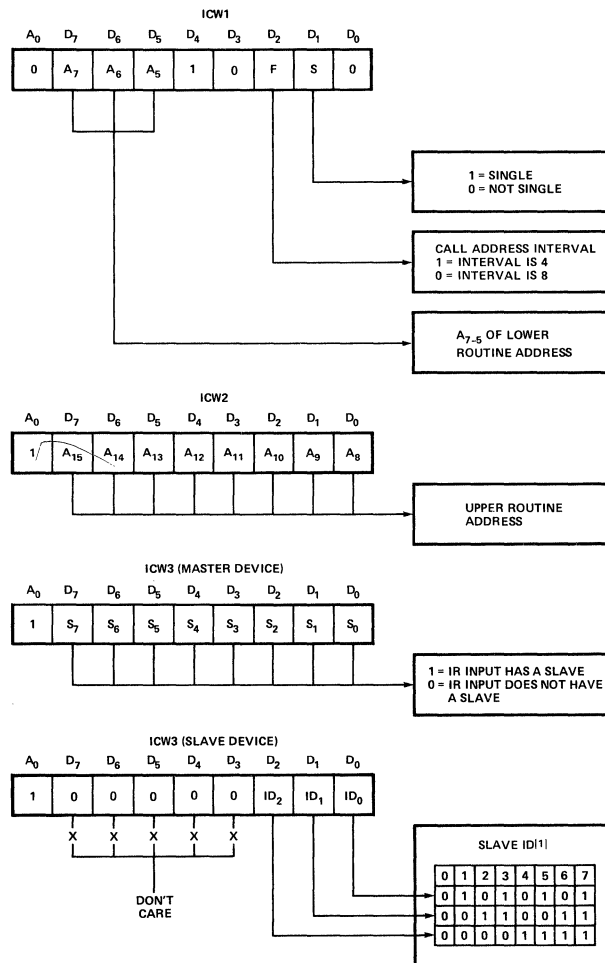 ICW1
A0 D7 D6 D5 D4 D3 D2 D1 D0
0 A7 A6 A5 1 0 F S 0
1 = SINGLE
0 = NOT SINGLE
CALL ADDRESS INTERVAL
1 = INTERVAL IS 4
0 = INTERVAL IS 8
A7-5 OF LOWER
ROUTINE ADDRESS
ICW2
A0 D7 D6 D5 D4 D3 D2 D1 D0
1 A15 A14 A13 A12 A11 A10 A9 A8
UPPER ROUTINE
ADDRESS
ICW3 (MASTER DEVICE)
A0 D7 D6 D5 D4 D3 D2 D1 D0
1 S7 S6 S5 S4 S3 S2 S1 S0
1 = IR INPUT HAS A SLAVE
0 = IR INPUT DOES NOT HAVE
A SLAVE
ICW3 (SLAVE DEVICE)
A0 D7 D6 D5 D4 D3 D2 D1 D0
1 0 0 0 0 0 ID2 ID1 ID0
X X X X X
DON'T
CARE
SLAVE ID[1]
0 1 2 3 4 5 6 7
0 1 0 1 0 1 0 1
0 0 1 1 0 0 1 1
0 0 0 0 1 1 1 1